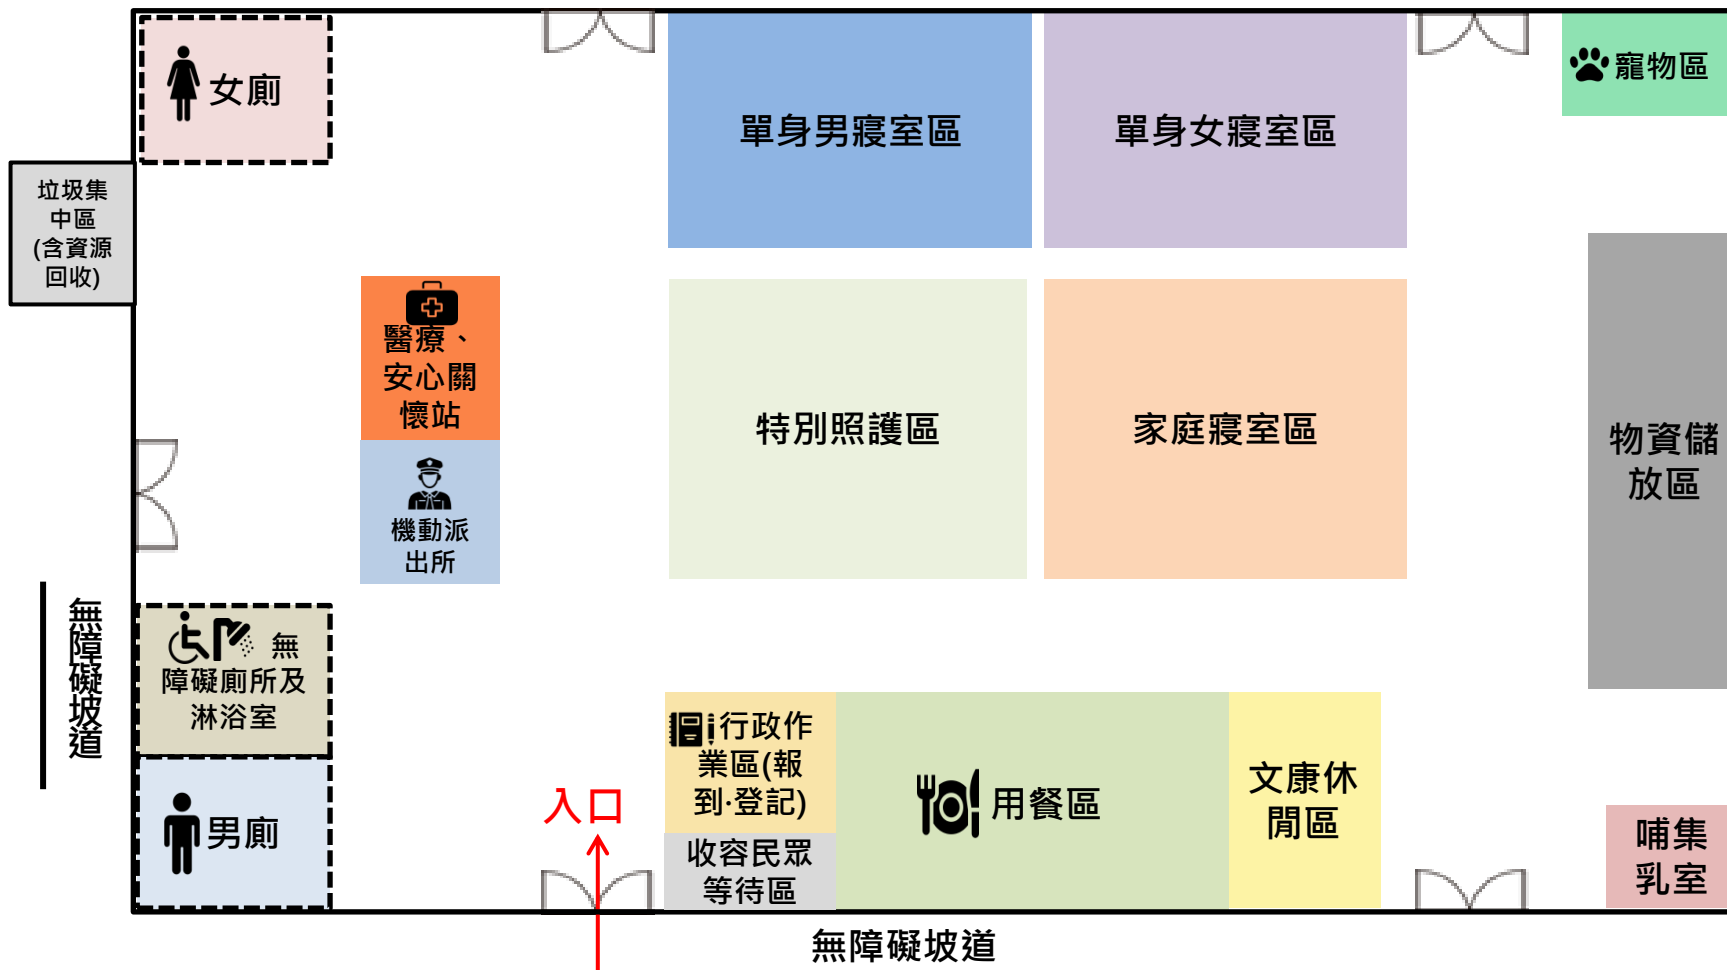 女廁
單身男寢室區
單身女寢室區
寵物區
垃圾集
中區
(含資源
回收)
醫療、
安心關
懷站
特別照護區
家庭寢室區
物資儲
放區
機動派
出所
無障礙坡道
無
障礙廁所及
淋浴室
行政作
業區(報
到·登記)
用餐區
文康休
閒區
入口
男廁
收容民眾
等待區
哺集
乳室
無障礙坡道